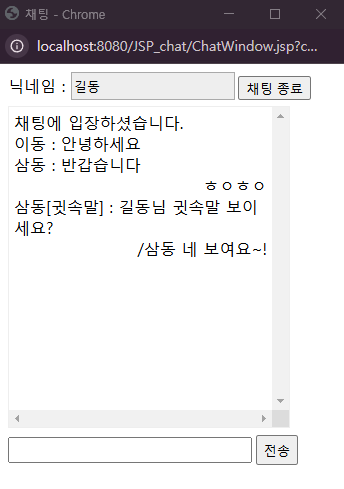 채팅 - Chrome
localhost:8080/JSP_chat/ChatWindow.jsp?c...
닉네임 : 길동 채팅 종료
채팅에 입장하셨습니다.
이동 : 안녕하세요
삼동 : 반갑습니다
ㅎㅇㅎㅇ
삼동[귓속말] : 길동님 귓속말 보이
세요?
/삼동 네 보여요~!
전송